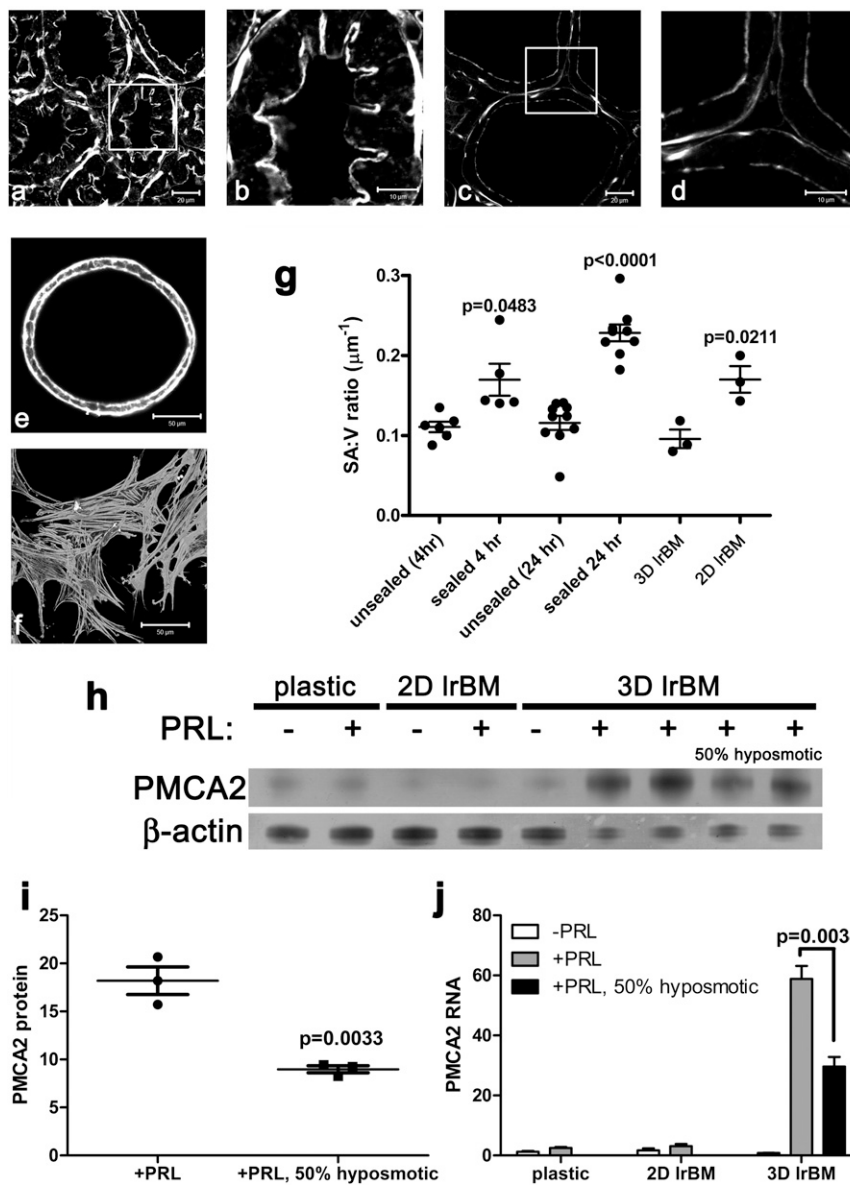 a
20 µm
b
10 µm
c
20 µm
d
10 µm
e
50 µm
f
50 µm
g
SA:V ratio (µm⁻¹)
0.3
0.2
0.1
0.0
p=0.0483
p<0.0001
p=0.0211
unsealed (4hr)
sealed 4 hr
unsealed (24 hr)
sealed 24 hr
3D lrBM
2D lrBM
h
plastic 2D lrBM 3D lrBM
PRL: - + - + - + + + +
50% hyposmotic
PMCA2
β-actin
i
PMCA2 protein
25
20
15
10
5
0
p=0.0033
+PRL +PRL, 50% hyposmotic
j
PMCA2 RNA
80
60
40
20
0
-PRL
+PRL
+PRL, 50% hyposmotic
p=0.003
plastic 2D lrBM 3D lrBM